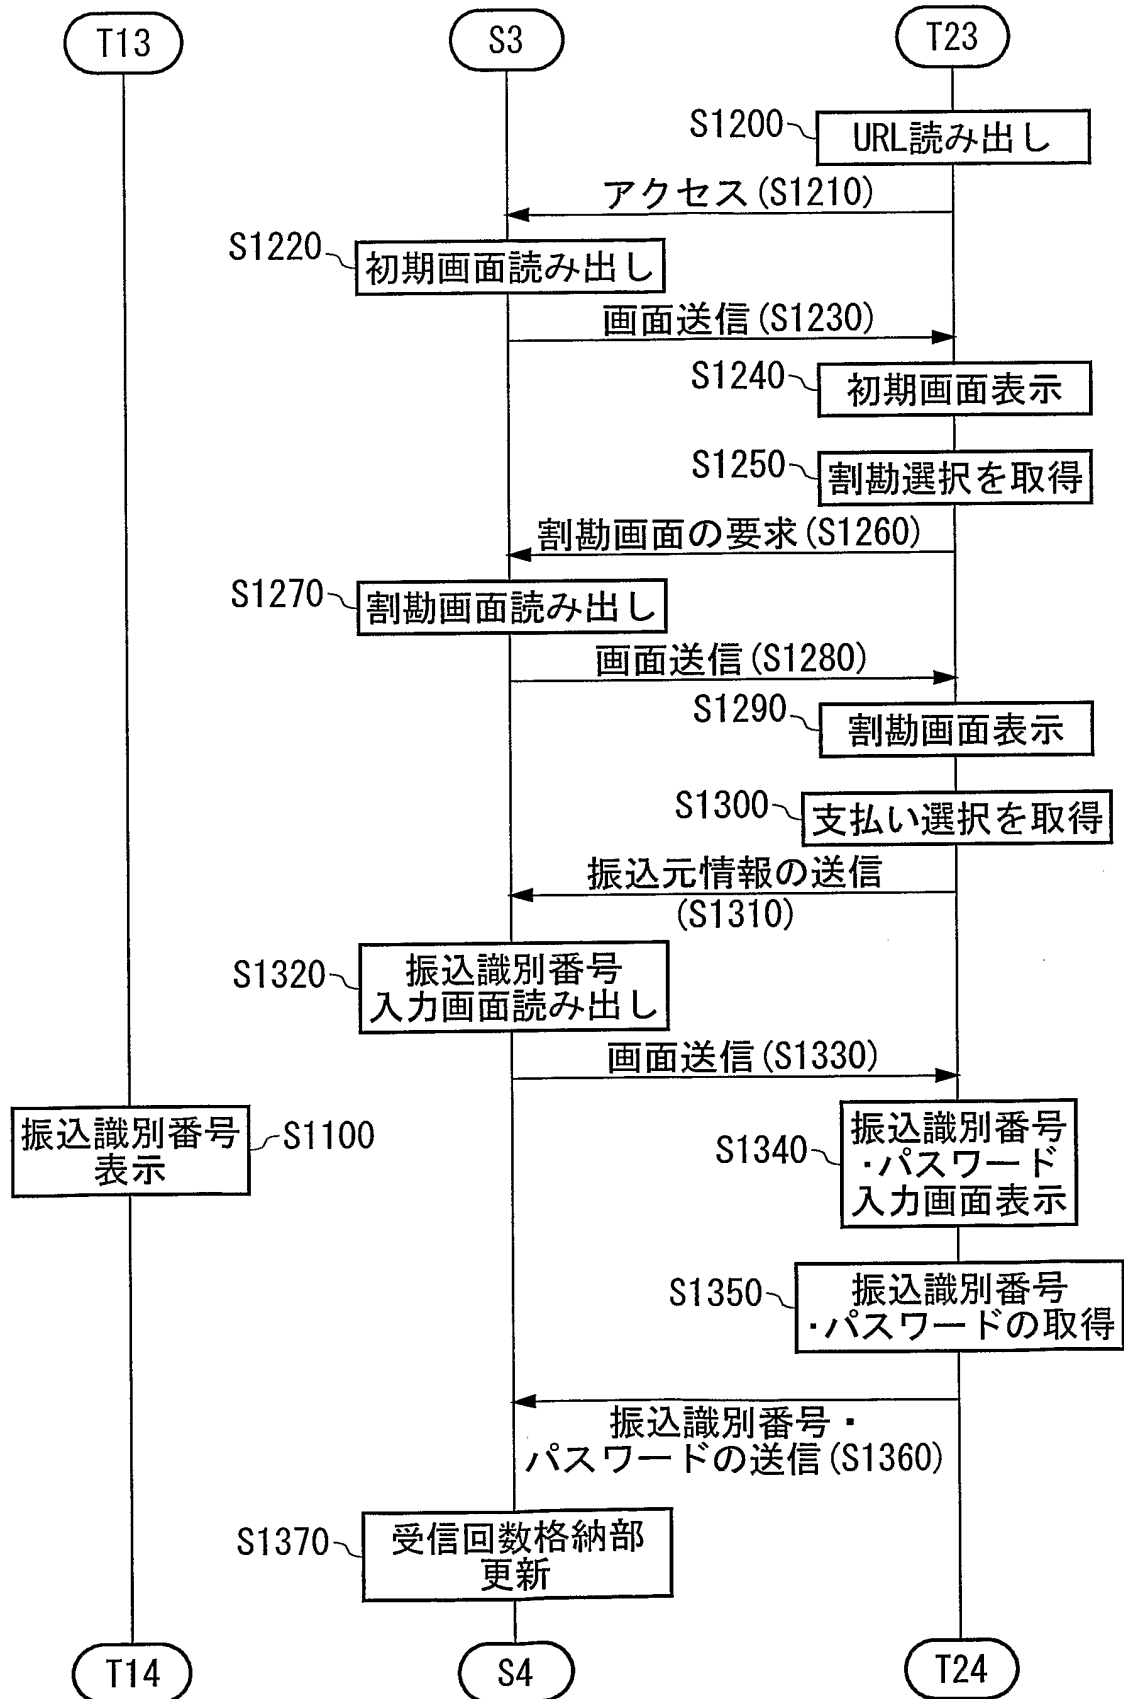 T13
S3
T23
S1200
URL読み出し
アクセス(S1210)
S1220
初期画面読み出し
画面送信(S1230)
S1240
初期画面表示
S1250
割勘選択を取得
割勘画面の要求(S1260)
S1270
割勘画面読み出し
画面送信(S1280)
S1290
割勘画面表示
S1300
支払い選択を取得
振込元情報の送信
(S1310)
S1320
振込識別番号
入力画面読み出し
画面送信(S1330)
振込識別番号
表示
S1100
S1340
振込識別番号
・パスワード
入力画面表示
S1350
振込識別番号
・パスワードの取得
振込識別番号・
パスワードの送信(S1360)
S1370
受信回数格納部
更新
T14
S4
T24